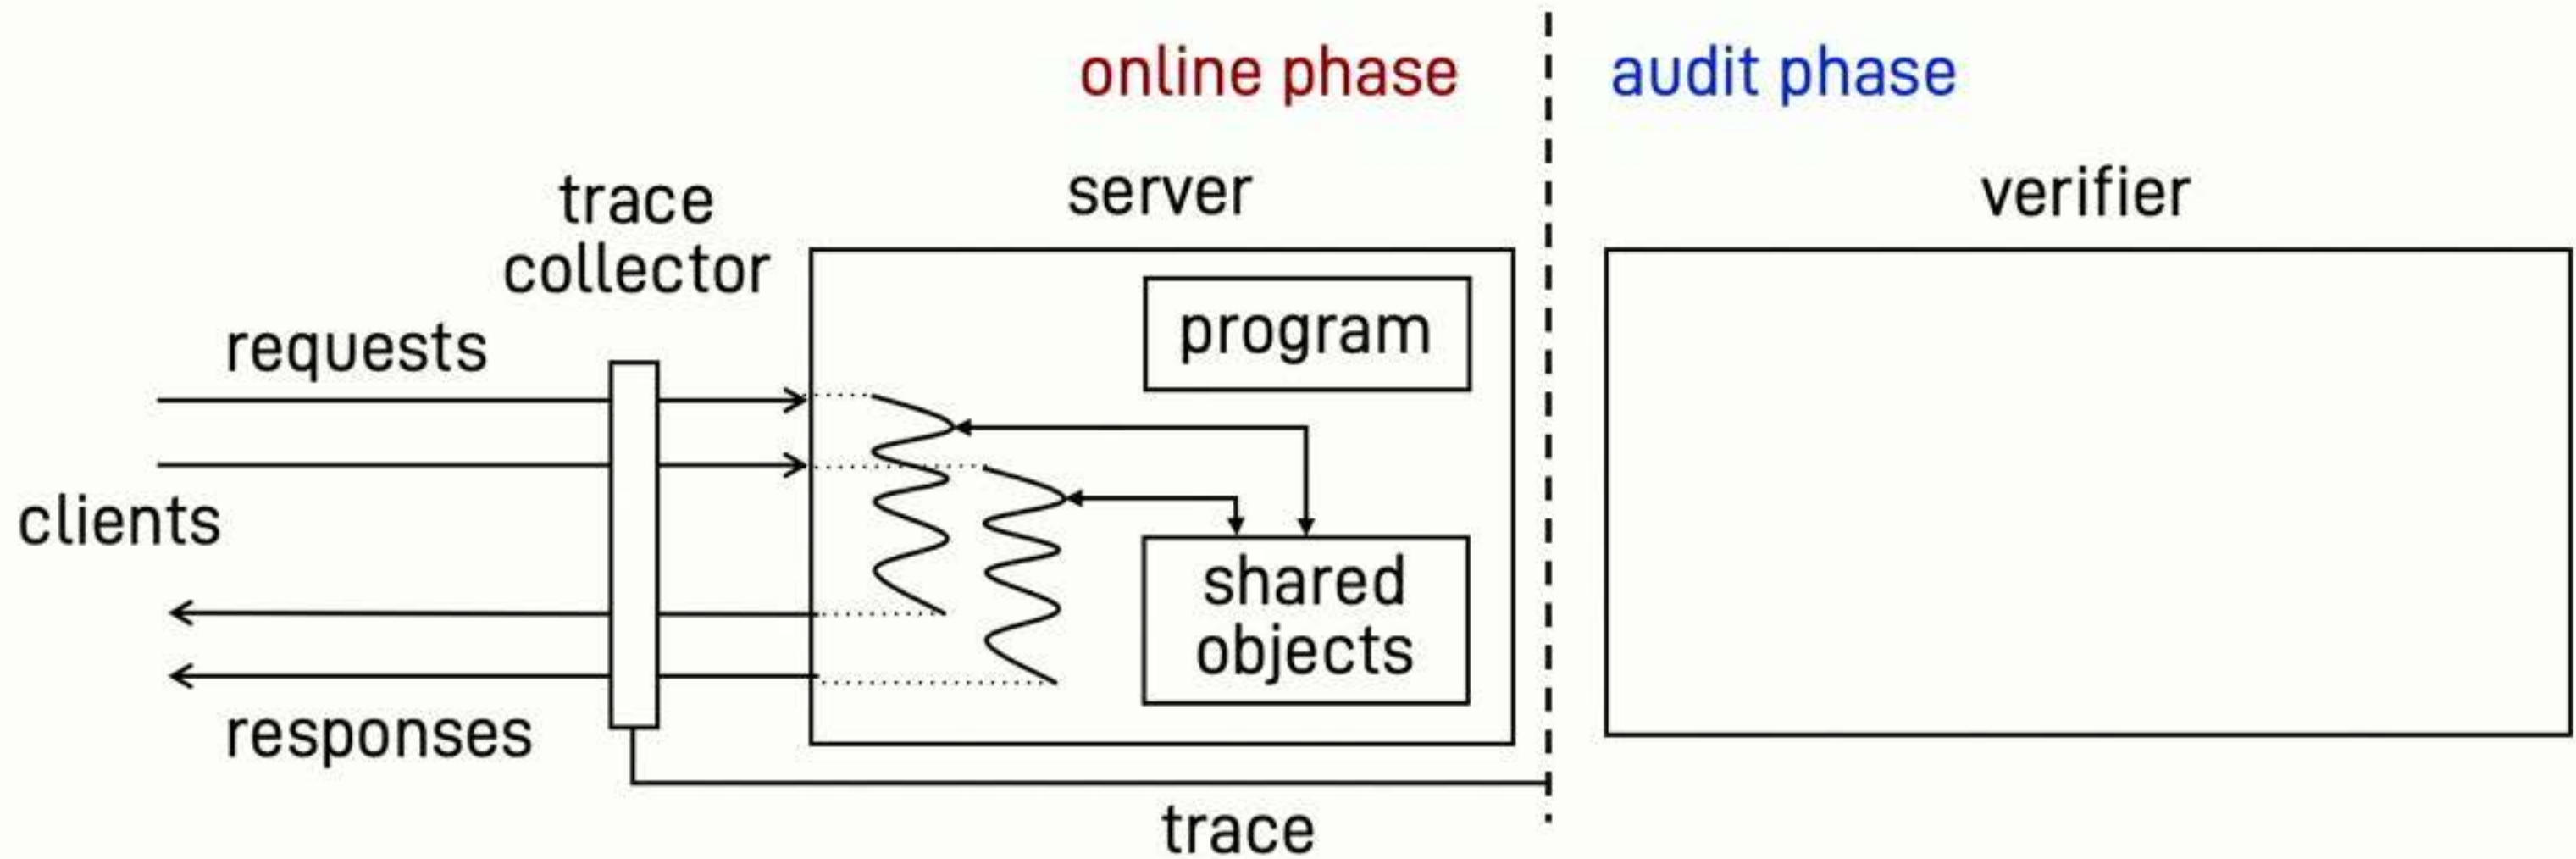 online phase
audit phase
trace
collector
server
verifier
requests
program
clients
shared
objects
responses
trace